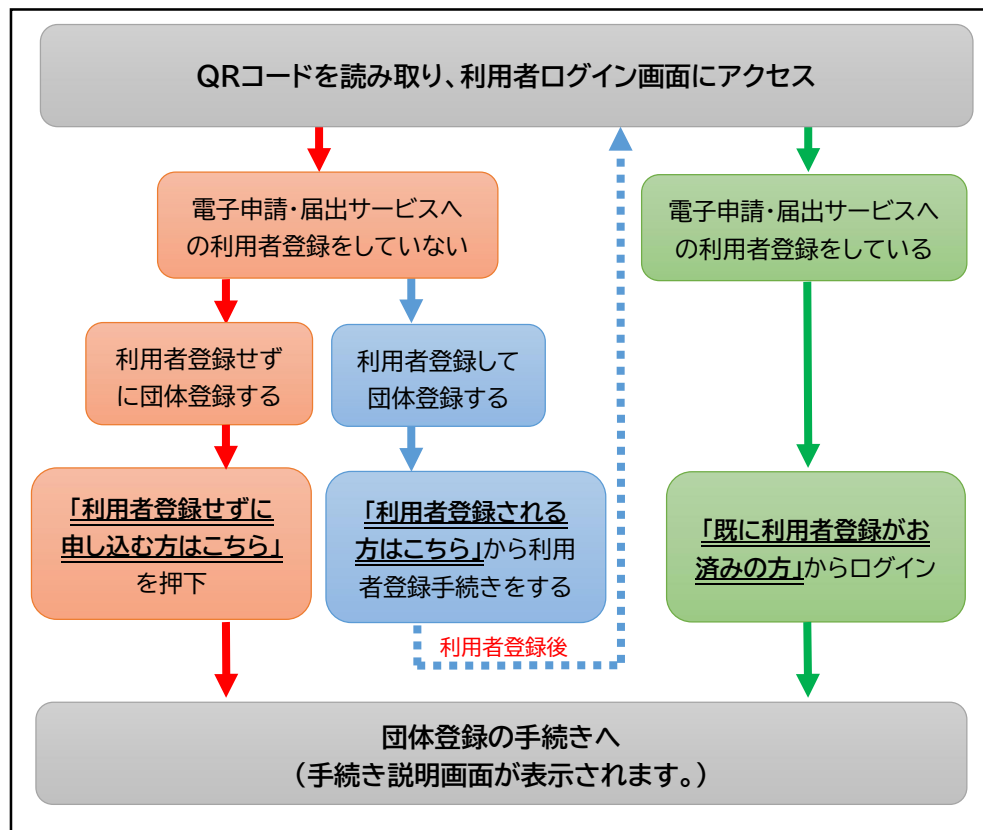 QRコードを読み取り、利用者ログイン画面にアクセス
電子申請・届出サービスへ
の利用者登録をしていない
電子申請・届出サービスへ
の利用者登録をしている
利用者登録せず
に団体登録する
利用者登録して
団体登録する
「利用者登録せずに
申し込む方はこちら」
を押下
「利用者登録される
方はこちら」から利用
者登録手続きをする
「既に利用者登録がお
済みの方」からログイン
利用者登録後
団体登録の手続きへ
（手続き説明画面が表示されます。）